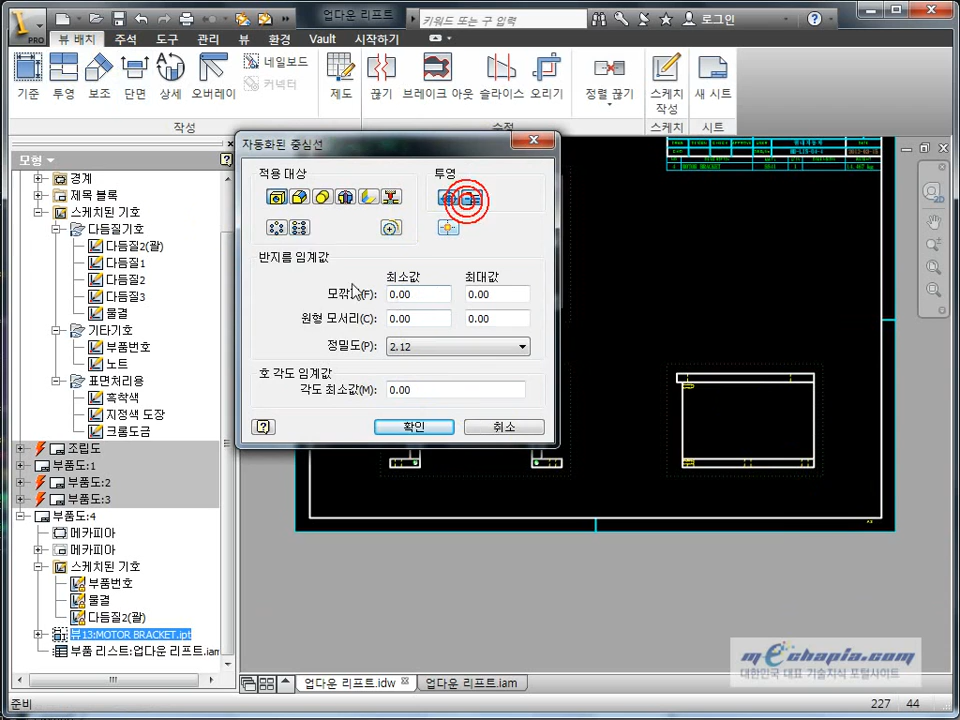 업다운 리프트
키워드 또는 구 입력
로그인
PRO
뷰 배치 주석 도구 관리 뷰 환경 Vault 시작하기
네일보드
커넥터
기준 투영 보조 단면 상세 오버레이 제도 끊기 브레이크 아웃 슬라이스 오리기 정렬 끊기 스케치 작성 새 시트
작성 수정 스케치 시트
모형
경계
제목 블록
스케치된 기호
다듬질기호
다듬질2(괄)
다듬질1
다듬질2
다듬질3
물결
기타기호
부품번호
노트
표면처리용
흑착색
지정색 도장
크롬도금
조립도
부품도:1
부품도:2
부품도:3
부품도:4
메카피아
메카피아
스케치된 기호
부품번호
물결
다듬질2(괄)
뷰13:MOTOR BRACKET.ipt
부품 리스트:업다운 리프트.iam
자동화된 중심선
적용 대상 투영
반지름 임계값
최소값 최대값
0.00 0.00
원형 모서리(C): 0.00 0.00
정밀도(P): 2.12
호 각도 임계값
각도 최소값(M): 0.00
확인 취소
MOTOR BRACKET
2D
mechapia.com
대한민국 대표 기술지식 포털사이트
업다운 리프트.idw 업다운 리프트.iam
준비 227 44